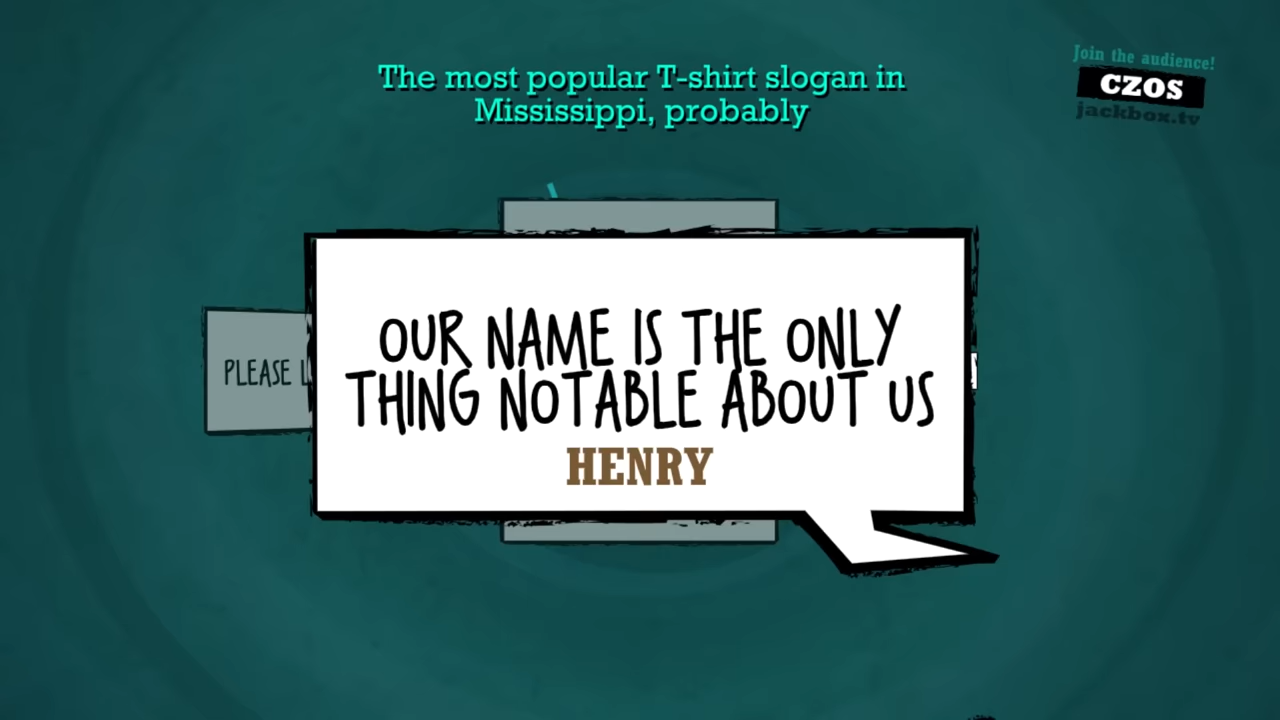 The most popular T-shirt slogan in
Mississippi, probably
Join the audience!
CZOS
jackbox.tv
PLEASE
OUR NAME IS THE ONLY
THING NOTABLE ABOUT US
HENRY